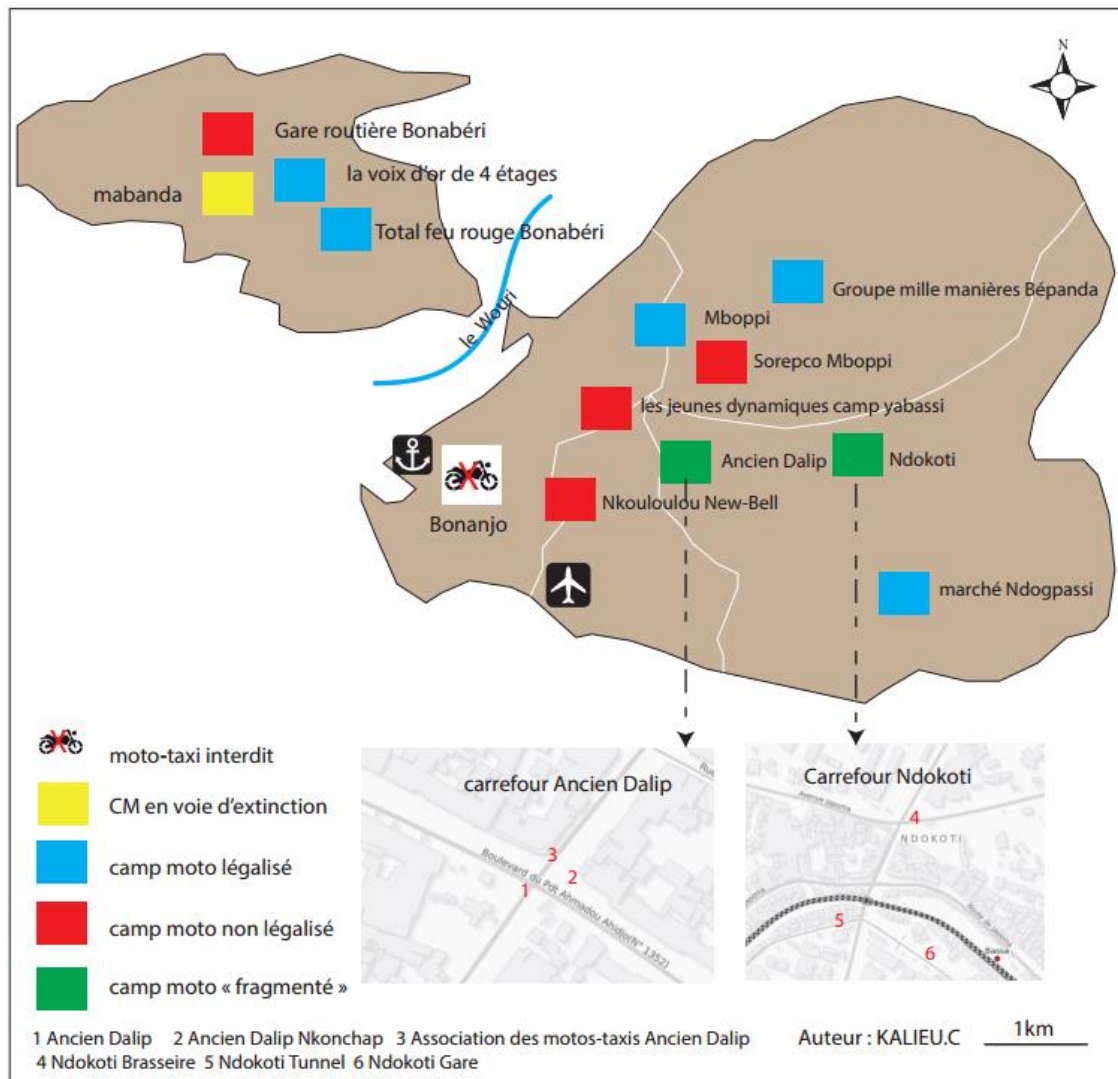 N
Gare routière Bonabéri
la voix d'or de 4 étages
mabanda
Total feu rouge Bonabéri
le Wouri
Groupe mille manières Bépanda
Mboppi
Sorepco Mboppi
les jeunes dynamiques camp yabassi
Ancien Dalip
Ndokoti
Nkouloulou New-Bell
Bonanjo
marché Ndogpassi
moto-taxi interdit
CM en voie d'extinction
camp moto légalisé
camp moto non légalisé
camp moto « fragmenté »
carrefour Ancien Dalip
Rue
3
2
1
Boulevard du Pdt Ahmadou Ahidjo(N° 1352)
Carrefour Ndokoti
4
NDOKOTI
5
6
Bassa
1 Ancien Dalip 2 Ancien Dalip Nkonchap 3 Association des motos-taxis Ancien Dalip
4 Ndokoti Brasseire 5 Ndokoti Tunnel 6 Ndokoti Gare
Auteur : KALIEU.C
1km